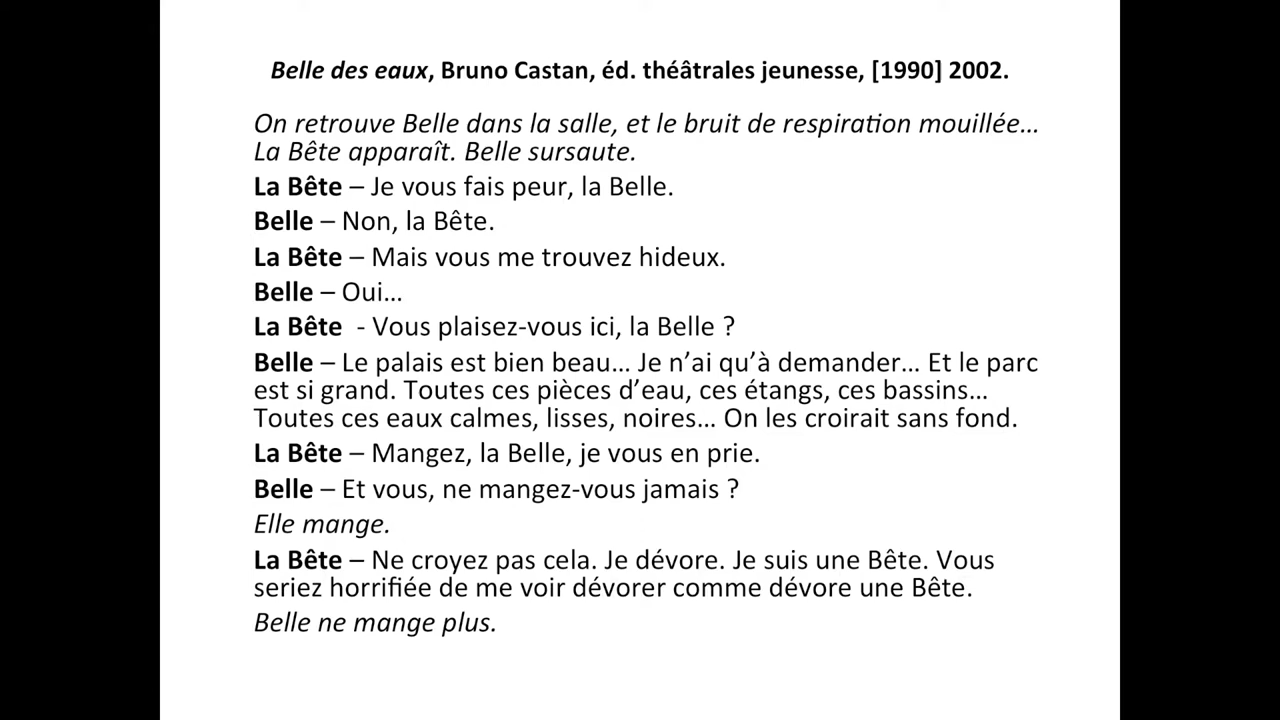 Belle des eaux, Bruno Castan, éd. théâtrales jeunesse, [1990] 2002.
On retrouve Belle dans la salle, et le bruit de respiration mouillée…
La Bête apparaît. Belle sursaute.
La Bête – Je vous fais peur, la Belle.
Belle – Non, la Bête.
La Bête – Mais vous me trouvez hideux.
Belle – Oui…
La Bête  - Vous plaisez-vous ici, la Belle ?
Belle – Le palais est bien beau… Je n’ai qu’à demander… Et le parc
est si grand. Toutes ces pièces d’eau, ces étangs, ces bassins…
Toutes ces eaux calmes, lisses, noires… On les croirait sans fond.
La Bête – Mangez, la Belle, je vous en prie.
Belle – Et vous, ne mangez-vous jamais ?
Elle mange.
La Bête – Ne croyez pas cela. Je dévore. Je suis une Bête. Vous
seriez horrifiée de me voir dévorer comme dévore une Bête.
Belle ne mange plus.